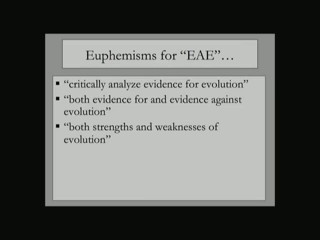 Euphemisms for “EAE”…
▪ “critically analyze evidence for evolution”
▪ “both evidence for and evidence against
evolution”
▪ “both strengths and weaknesses of
evolution”